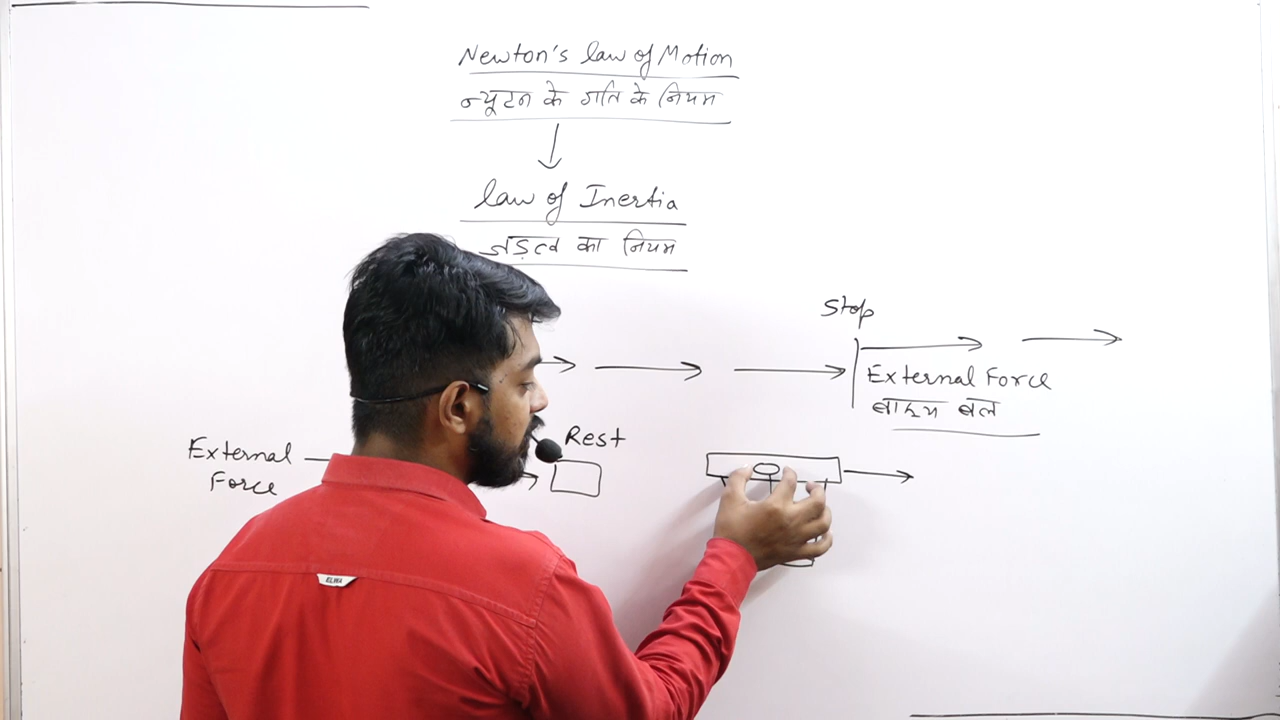 Newton's law of Motion
न्यूटन के गति के नियम
law of Inertia
जड़त्व का नियम
Stop
External Force
बाह्य बल
Rest
External
Force
ELVVA